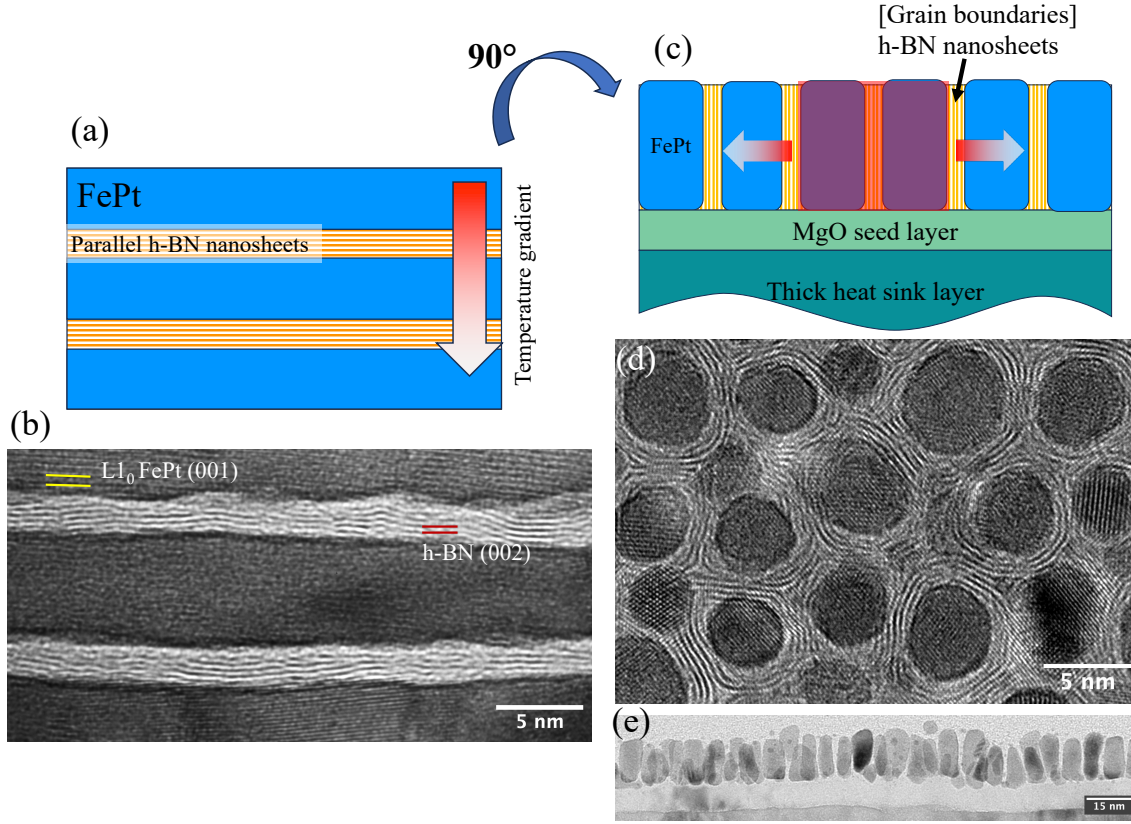 (a)
FePt
Parallel h-BN nanosheets
Temperature gradient
90°
(b)
L1₀ FePt (001)
h-BN (002)
5 nm
(c)
[Grain boundaries]
h-BN nanosheets
FePt
MgO seed layer
Thick heat sink layer
(d)
5 nm
(e)
15 nm